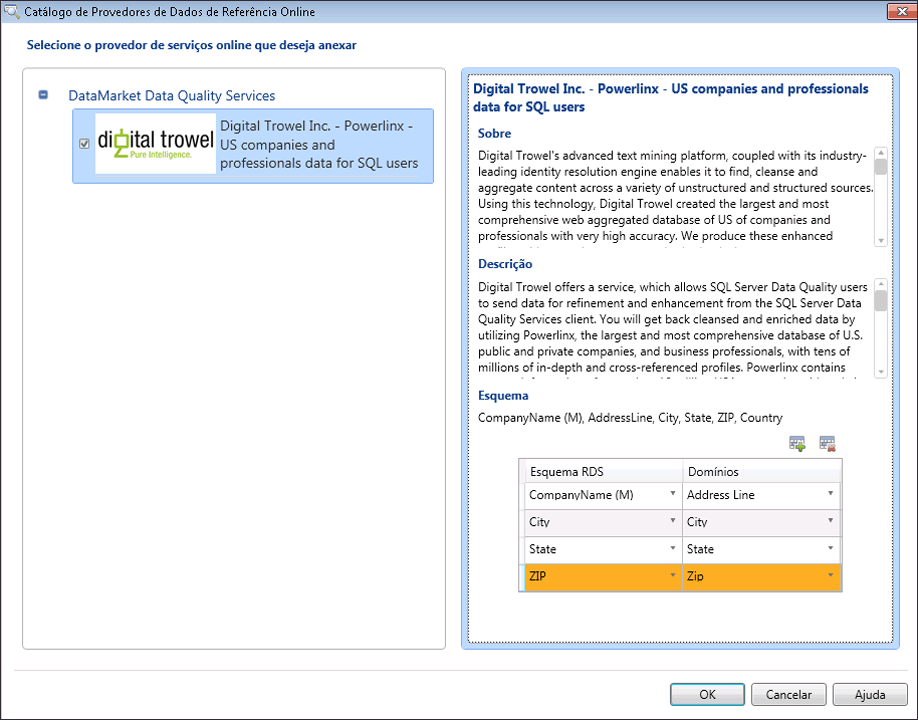 Catálogo de Provedores de Dados de Referência Online
Selecione o provedor de serviços online que deseja anexar
DataMarket Data Quality Services
digital trowel
Pure Intelligence.
Digital Trowel Inc. - Powerlinx -
US companies and
professionals data for SQL users
Digital Trowel Inc. - Powerlinx - US companies and professionals
data for SQL users
Sobre
Digital Trowel's advanced text mining platform, coupled with its industry-
leading identity resolution engine enables it to find, cleanse and
aggregate content across a variety of unstructured and structured sources.
Using this technology, Digital Trowel created the largest and most
comprehensive web aggregated database of US of companies and
professionals with very high accuracy. We produce these enhanced
Descrição
Digital Trowel offers a service, which allows SQL Server Data Quality users
to send data for refinement and enhancement from the SQL Server Data
Quality Services client. You will get back cleansed and enriched data by
utilizing Powerlinx, the largest and most comprehensive database of U.S.
public and private companies, and business professionals, with tens of
millions of in-depth and cross-referenced profiles. Powerlinx contains
Esquema
CompanyName (M), AddressLine, City, State, ZIP, Country
Esquema RDS Domínios
CompanyName (M) Address Line
City City
State State
ZIP Zip
OK Cancelar Ajuda